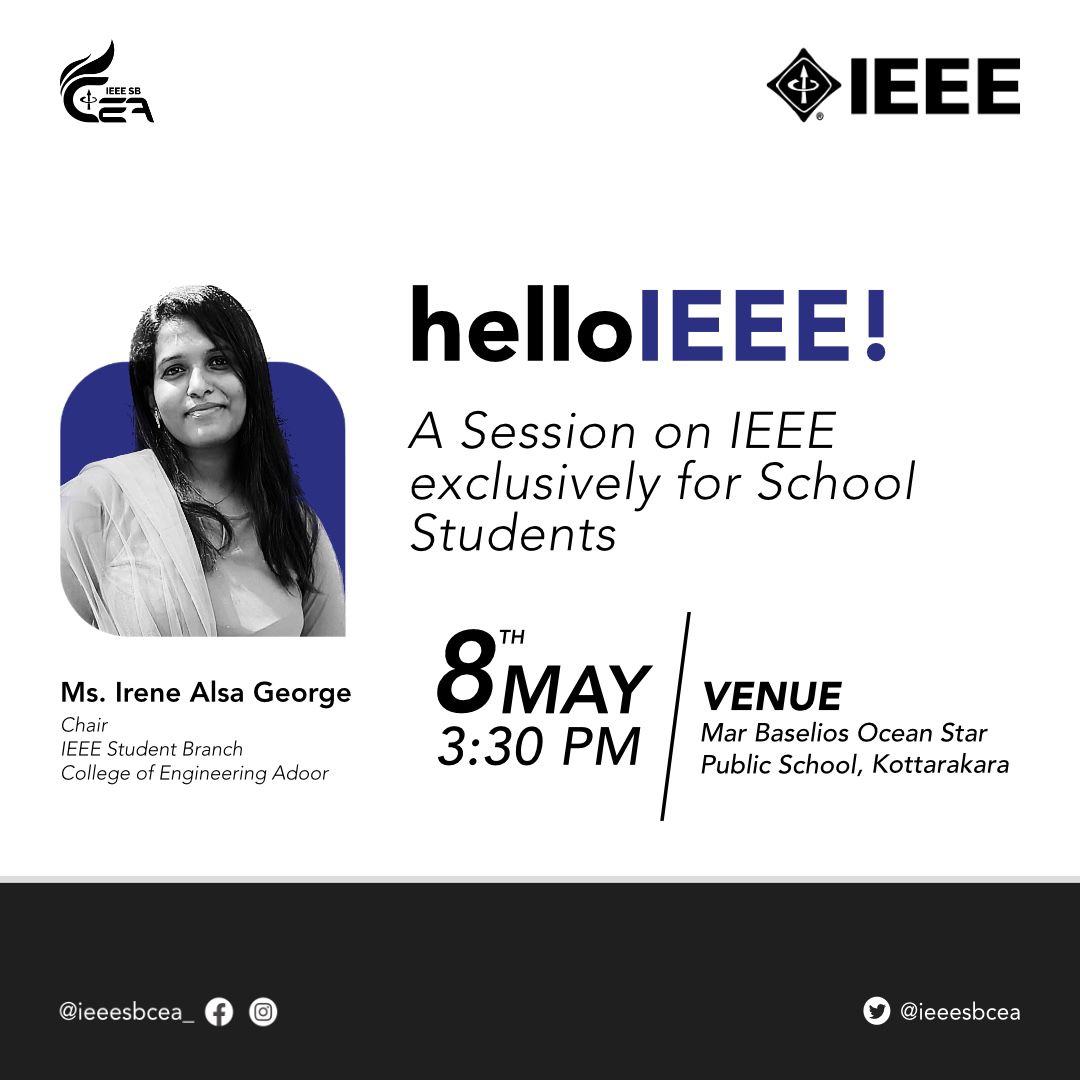 IEEE SB
CEA
IEEE
helloIEEE!
A Session on IEEE
exclusively for School
Students
Ms. Irene Alsa George
Chair
IEEE Student Branch
College of Engineering Adoor
8TH MAY
3:30 PM
VENUE
Mar Baselios Ocean Star
Public School, Kottarakara
@ieeesbcea_
@ieeesbcea